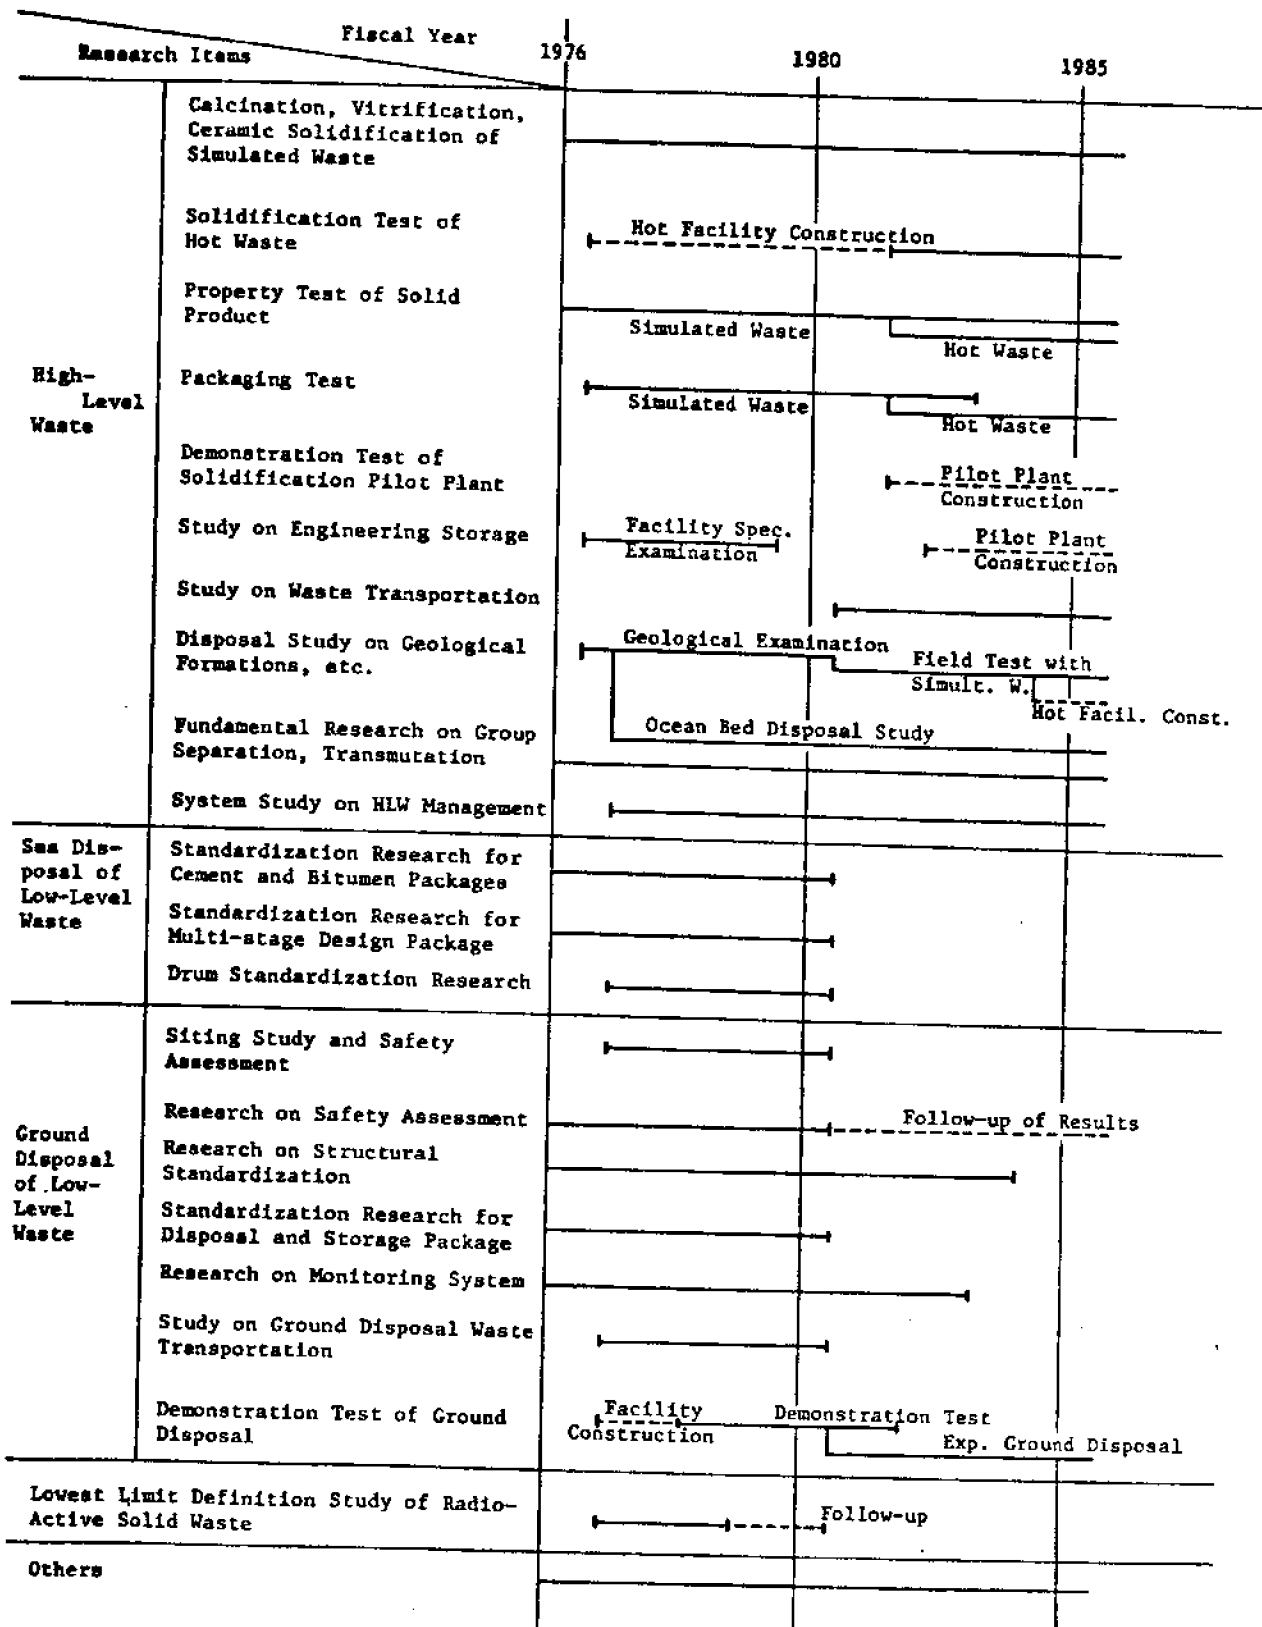 Fiscal Year
Research Items
1976
1980
1985
High-
Level
Waste
Calcination, Vitrification,
Ceramic Solidification of
Simulated Waste
Solidification Test of
Hot Waste
Hot Facility Construction
Property Test of Solid
Product
Simulated Waste
Hot Waste
Packaging Test
Simulated Waste
Hot Waste
Demonstration Test of
Solidification Pilot Plant
Pilot Plant
Construction
Study on Engineering Storage
Facility Spec.
Examination
Pilot Plant
Construction
Study on Waste Transportation
Disposal Study on Geological
Formations, etc.
Geological Examination
Field Test with
Simult. W.
Hot Facil. Const.
Ocean Bed Disposal Study
Fundamental Research on Group
Separation, Transmutation
System Study on HLW Management
Sea Dis-
posal of
Low-Level
Waste
Standardization Research for
Cement and Bitumen Packages
Standardization Research for
Multi-stage Design Package
Drum Standardization Research
Ground
Disposal
of Low-
Level
Waste
Siting Study and Safety
Assessment
Research on Safety Assessment
Follow-up of Results
Research on Structural
Standardization
Standardization Research for
Disposal and Storage Package
Research on Monitoring System
Study on Ground Disposal Waste
Transportation
Demonstration Test of Ground
Disposal
Facility
Construction
Demonstration Test
Exp. Ground Disposal
Lowest Limit Definition Study of Radio-
Active Solid Waste
Follow-up
Others